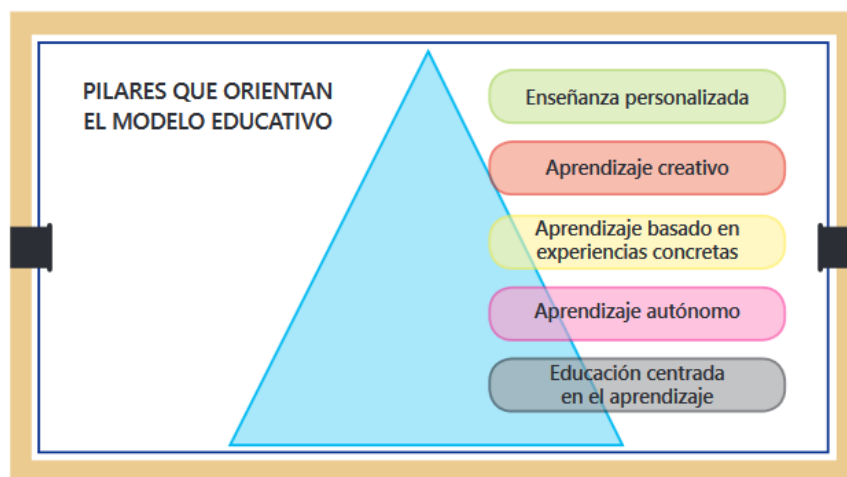 PILARES QUE ORIENTAN
EL MODELO EDUCATIVO
Enseñanza personalizada
Aprendizaje creativo
Aprendizaje basado en
experiencias concretas
Aprendizaje autónomo
Educación centrada
en el aprendizaje